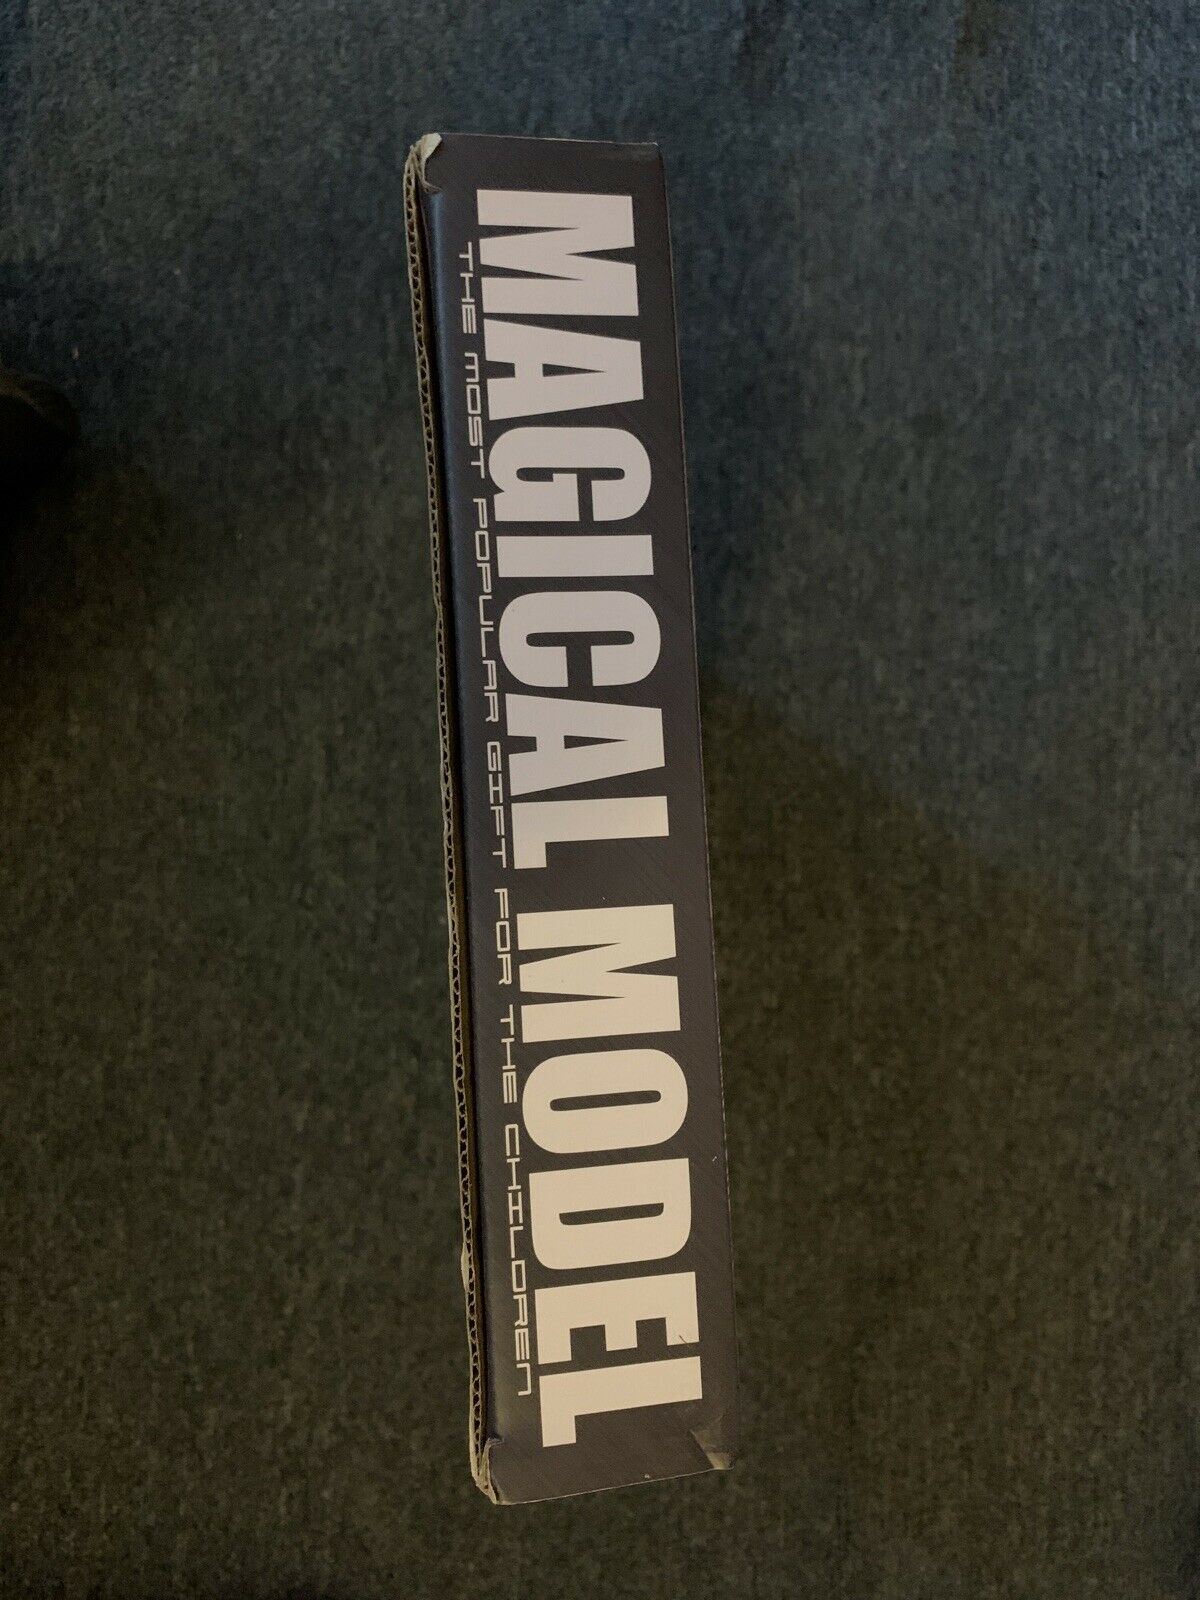 MAGICAL MODEL
THE MOST POPULAR GIFT FOR THE CHILDREN